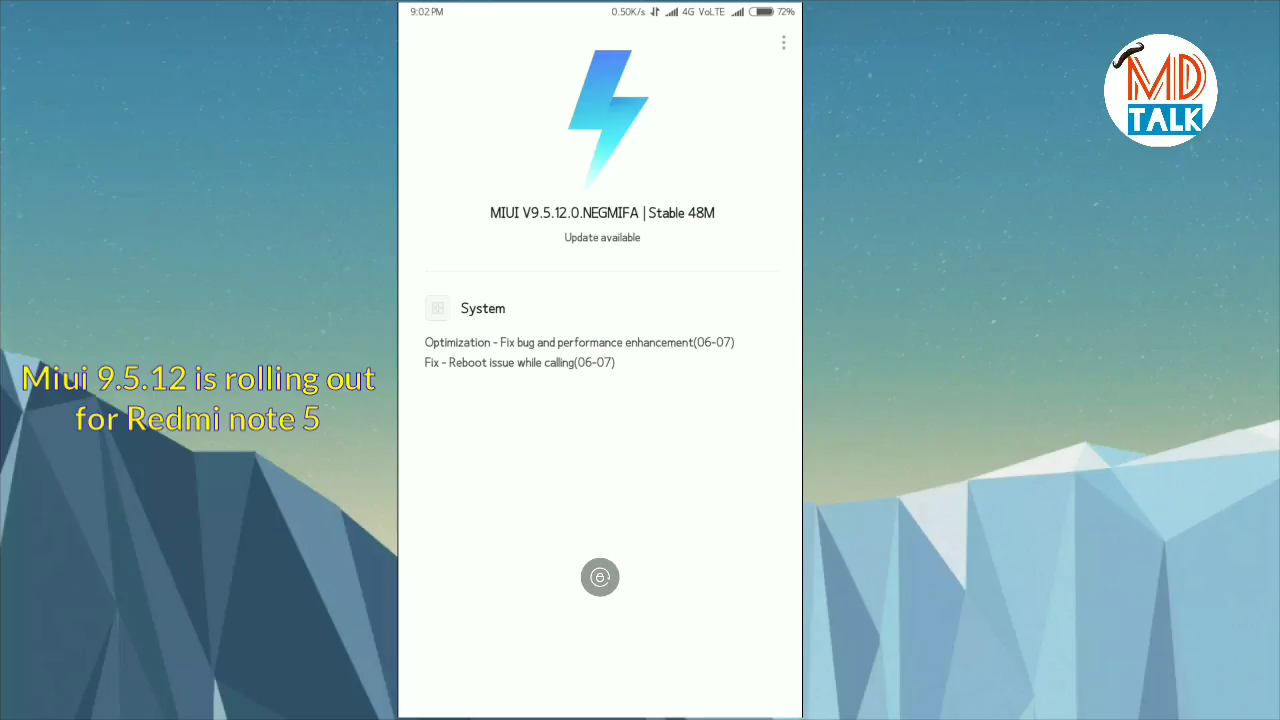 9:02 PM 0.50K/s 4G VoLTE 72%
MD
TALK
MIUI V9.5.12.0.NEGMIFA | Stable 48M
Update available
System
Optimization - Fix bug and performance enhancement(06-07)
Fix - Reboot issue while calling(06-07)
Miui 9.5.12 is rolling out
for Redmi note 5